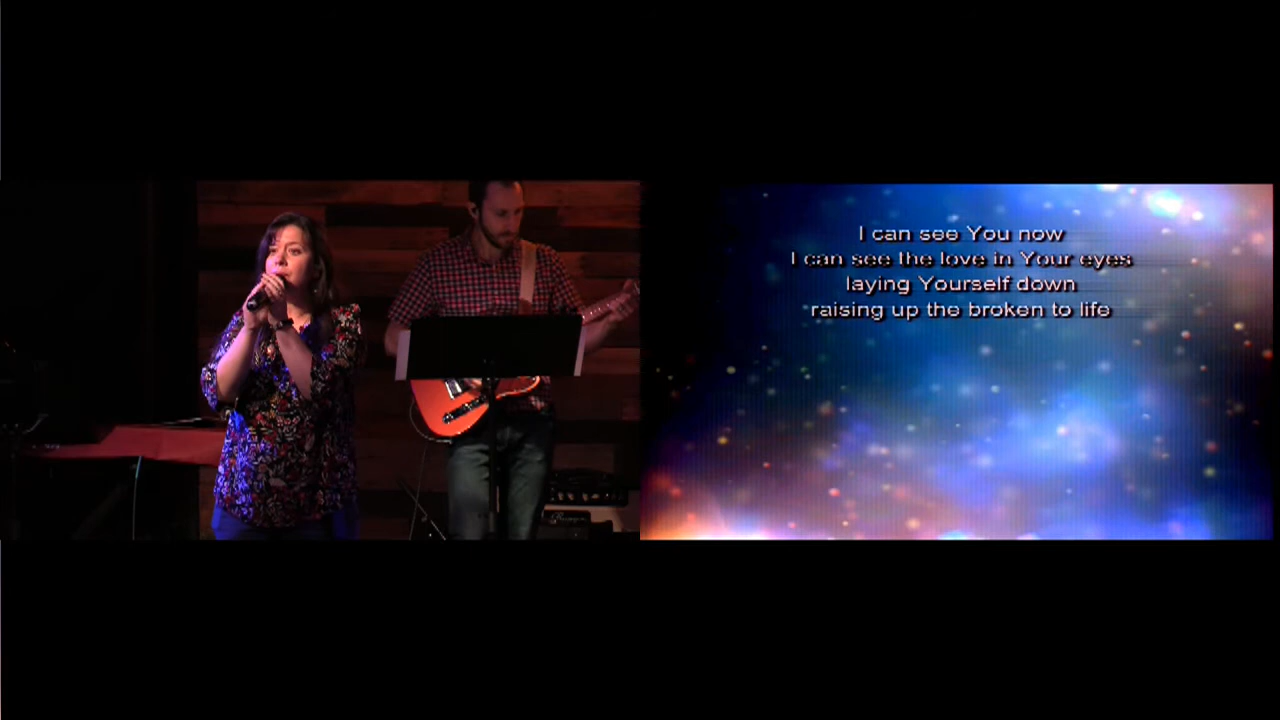 I can see You now
I can see the love in Your eyes
laying Yourself down
raising up the broken to life